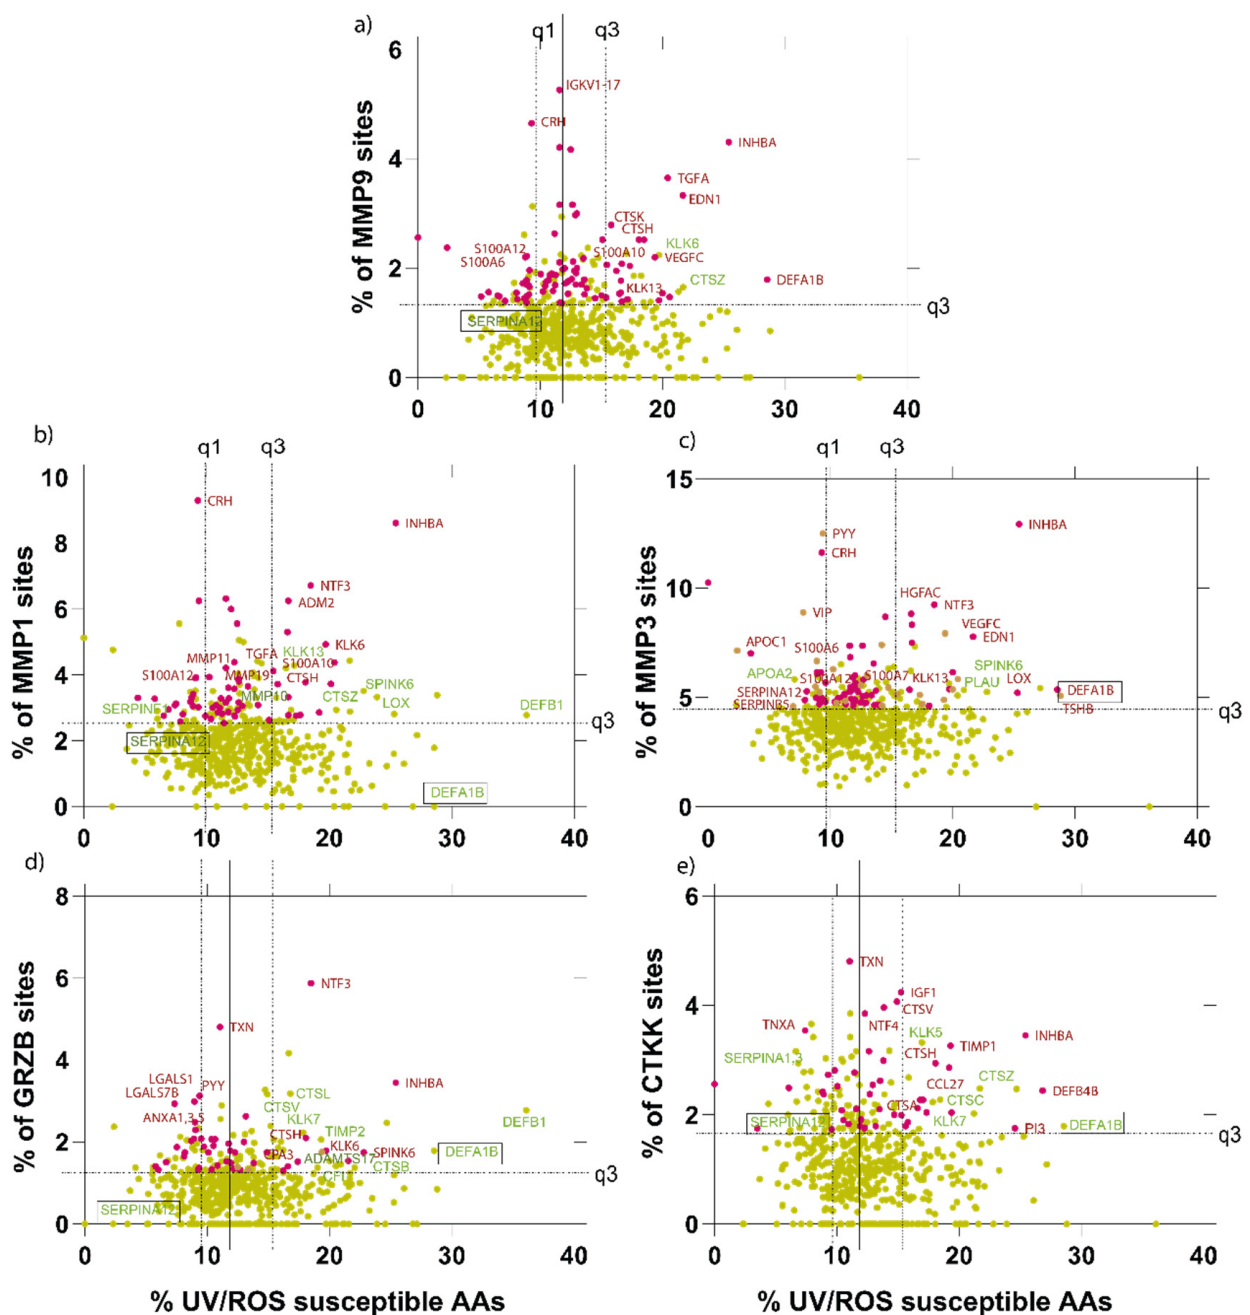 a)
q1
q3
6
IGKV1-17
CRH
INHBA
4
TGFA
EDN1
CTSK
CTSH
KLK6
S100A12
S100A10
VEGFC
S100A6
2
CTSZ
DEFA1B
KLK13
q3
SERPINA12
0
% of MMP9 sites
0
10
20
30
40
b)
q1
q3
10
CRH
INHBA
8
NTF3
ADM2
6
KLK6
TGFA
KLK13
MMP11
S100A10
4
S100A12
MMP19
CTSH
MMP10
CTSZ
SPINK6
SERPINE1
LOX
DEFB1
q3
2
SERPINA12
DEFA1B
0
% of MMP1 sites
0
10
20
30
40
c)
q1
q3
15
INHBA
PYY
CRH
10
HGFAC
NTF3
VIP
VEGFC
EDN1
S100A6
APOC1
APOA2
SPINK6
S100A12
S100A7
PLAU
SERPINA12
KLK13
LOX
DEFA1B
5
SERPINB5
TSHB
q3
0
% of MMP3 sites
0
10
20
30
40
d)
8
NTF3
6
TXN
4
LGALS1
PYY
INHBA
LGALS7B
CTSL
CTSV
ANXA1,3,5
KLK7
DEFB1
TIMP2
CTSH
2
KLK6
SPINK6
DEFA1B
CPA3
ADAMTS17
CTSB
q3
SERPINA12
0
% of GRZB sites
0
10
20
30
40
% UV/ROS susceptible AAs
e)
6
TXN
IGF1
CTSV
4
TNXA
NTF4
KLK5
INHBA
TIMP1
SERPINA1,3
CTSH
CTSZ
CCL27
DEFB4B
CTSA
CTSC
2
SERPINA12
KLK7
PI3
DEFA1B
q3
0
% of CTKK sites
0
10
20
30
40
% UV/ROS susceptible AAs